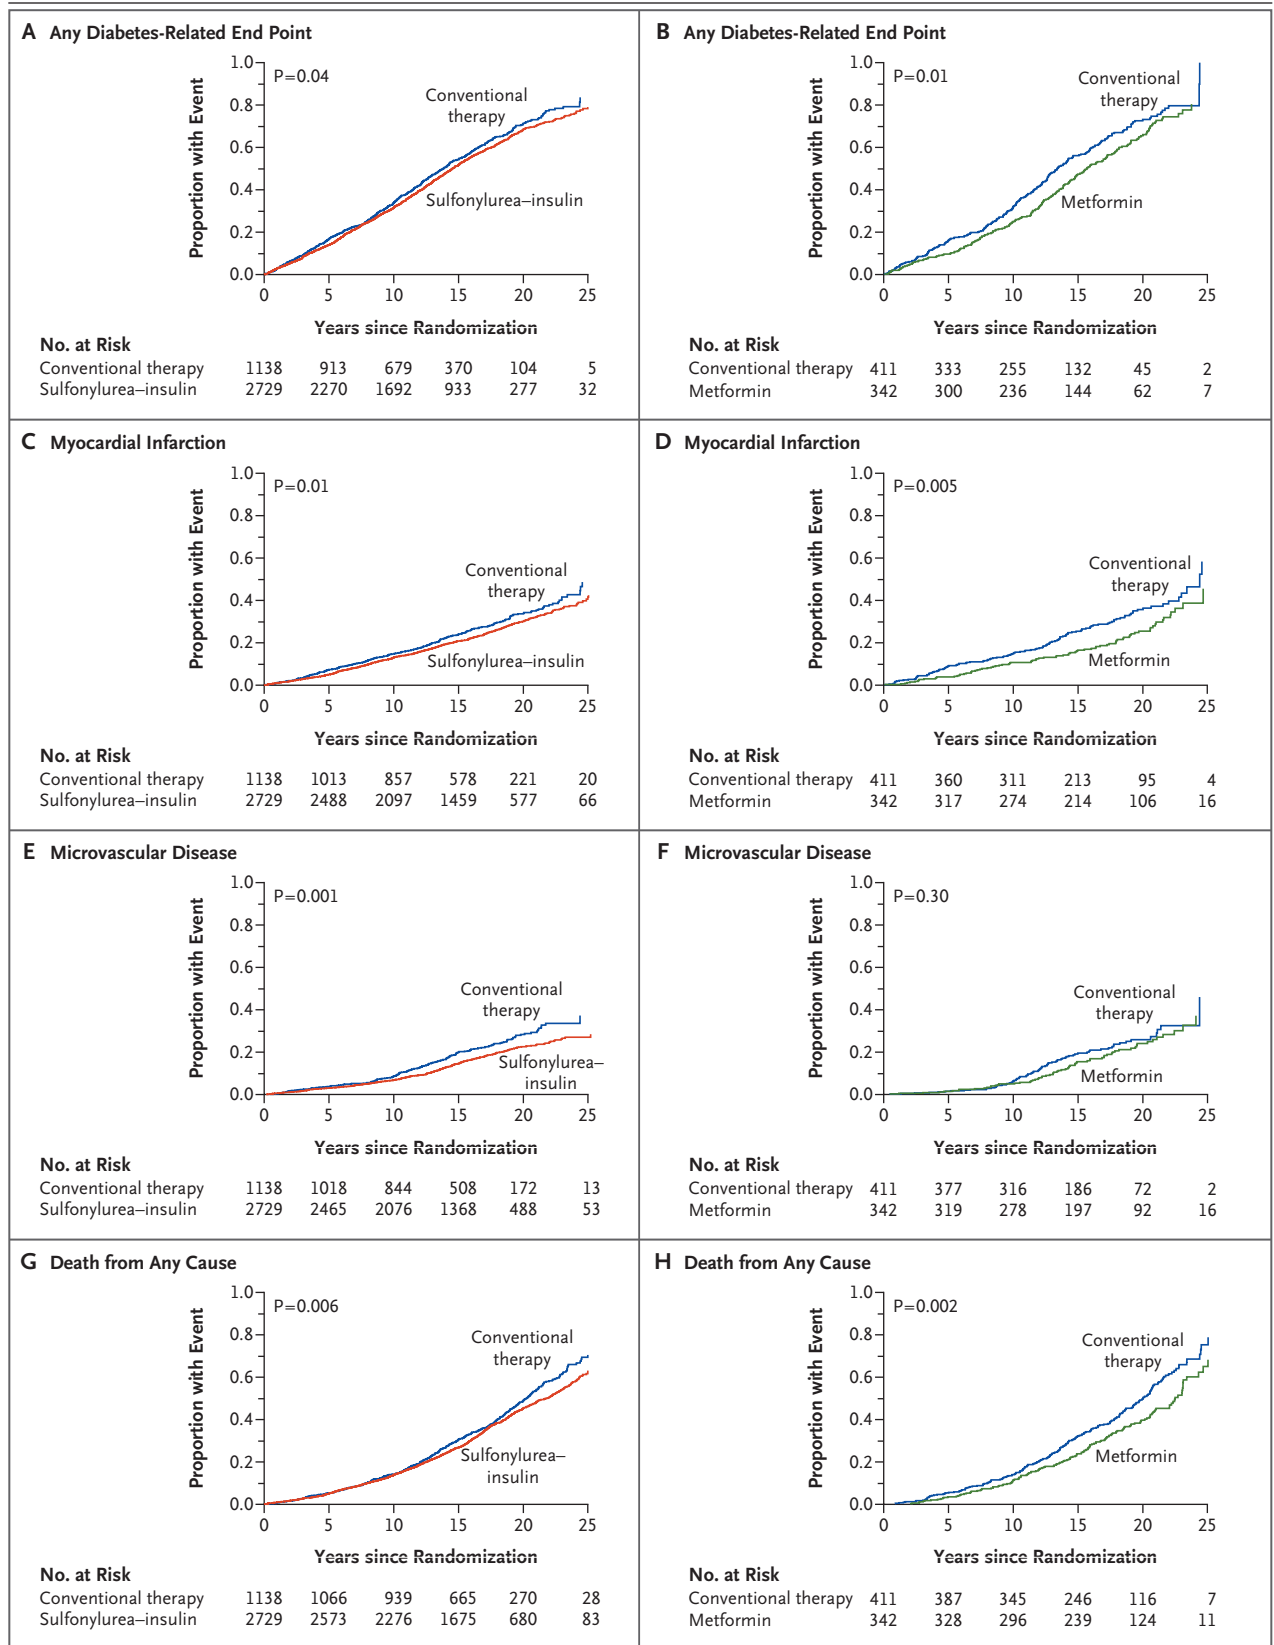 A Any Diabetes-Related End Point
1.0
0.8
0.6
0.4
0.2
0.0
Proportion with Event
P=0.04
Conventional
therapy
Sulfonylurea–insulin
0 5 10 15 20 25
Years since Randomization
No. at Risk
Conventional therapy 1138 913 679 370 104 5
Sulfonylurea–insulin 2729 2270 1692 933 277 32
B Any Diabetes-Related End Point
1.0
0.8
0.6
0.4
0.2
0.0
Proportion with Event
P=0.01
Conventional
therapy
Metformin
0 5 10 15 20 25
Years since Randomization
No. at Risk
Conventional therapy 411 333 255 132 45 2
Metformin 342 300 236 144 62 7
C Myocardial Infarction
1.0
0.8
0.6
0.4
0.2
0.0
Proportion with Event
P=0.01
Conventional
therapy
Sulfonylurea–insulin
0 5 10 15 20 25
Years since Randomization
No. at Risk
Conventional therapy 1138 1013 857 578 221 20
Sulfonylurea–insulin 2729 2488 2097 1459 577 66
D Myocardial Infarction
1.0
0.8
0.6
0.4
0.2
0.0
Proportion with Event
P=0.005
Conventional
therapy
Metformin
0 5 10 15 20 25
Years since Randomization
No. at Risk
Conventional therapy 411 360 311 213 95 4
Metformin 342 317 274 214 106 16
E Microvascular Disease
1.0
0.8
0.6
0.4
0.2
0.0
Proportion with Event
P=0.001
Conventional
therapy
Sulfonylurea–
insulin
0 5 10 15 20 25
Years since Randomization
No. at Risk
Conventional therapy 1138 1018 844 508 172 13
Sulfonylurea–insulin 2729 2465 2076 1368 488 53
F Microvascular Disease
1.0
0.8
0.6
0.4
0.2
0.0
Proportion with Event
P=0.30
Conventional
therapy
Metformin
0 5 10 15 20 25
Years since Randomization
No. at Risk
Conventional therapy 411 377 316 186 72 2
Metformin 342 319 278 197 92 16
G Death from Any Cause
1.0
0.8
0.6
0.4
0.2
0.0
Proportion with Event
P=0.006
Conventional
therapy
Sulfonylurea–
insulin
0 5 10 15 20 25
Years since Randomization
No. at Risk
Conventional therapy 1138 1066 939 665 270 28
Sulfonylurea–insulin 2729 2573 2276 1675 680 83
H Death from Any Cause
1.0
0.8
0.6
0.4
0.2
0.0
Proportion with Event
P=0.002
Conventional
therapy
Metformin
0 5 10 15 20 25
Years since Randomization
No. at Risk
Conventional therapy 411 387 345 246 116 7
Metformin 342 328 296 239 124 11